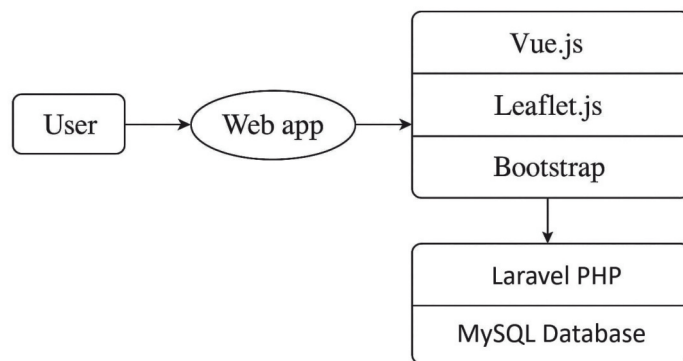 User
Web app
Vue.js
Leaflet.js
Bootstrap
Laravel PHP
MySQL Database